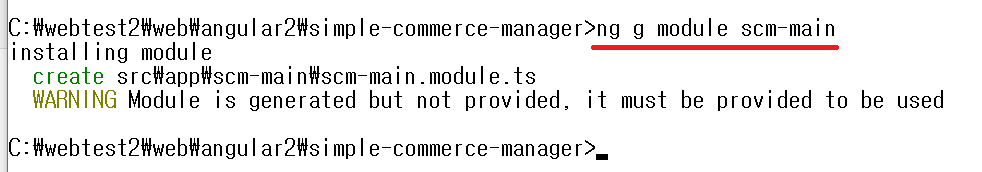 C:₩webtest2₩web₩angular2₩simple-commerce-manager>ng g module scm-main
installing module
create src₩app₩scm-main₩scm-main.module.ts
WARNING Module is generated but not provided, it must be provided to be used
C:₩webtest2₩web₩angular2₩simple-commerce-manager>